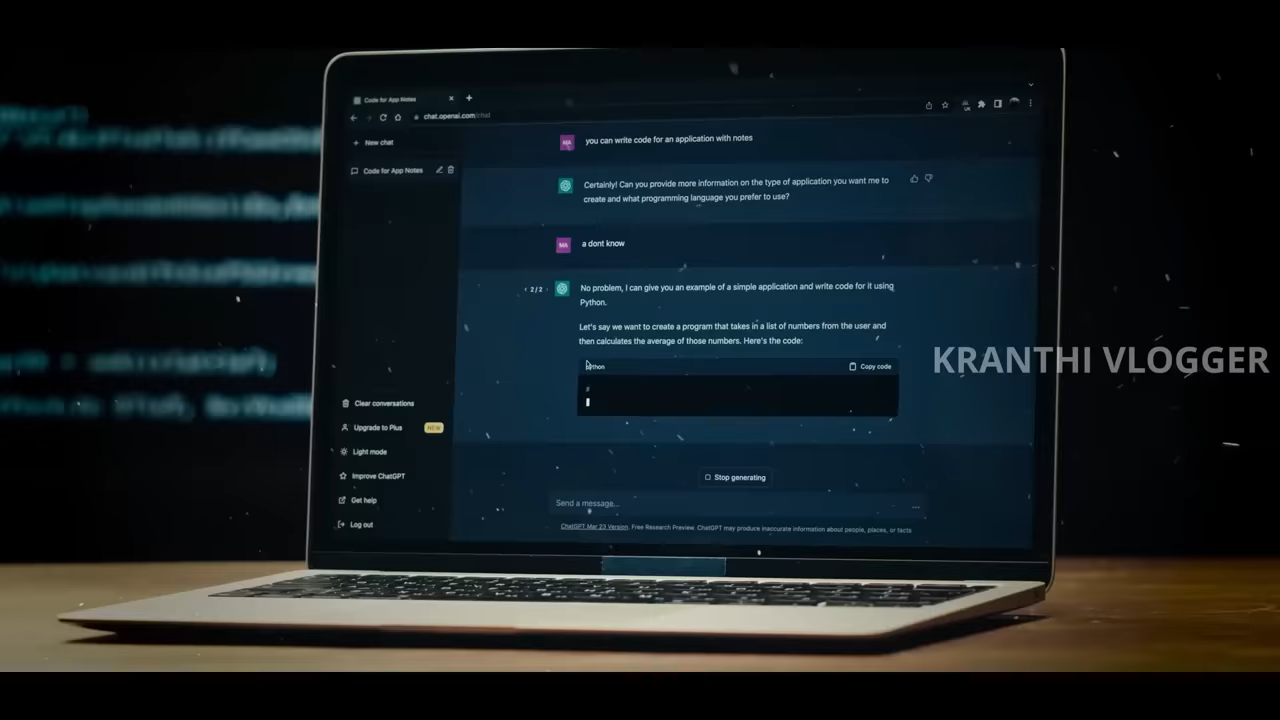 Code for App Notes
chat.openai.com/chat
New chat
Code for App Notes
MA you can write code for an application with notes
Certainly! Can you provide more information on the type of application you want me to
create and what programming language you prefer to use?
MA a dont know
2 / 2 No problem, I can give you an example of a simple application and write code for it using
Python.
Let's say we want to create a program that takes in a list of numbers from the user and
then calculates the average of those numbers. Here's the code:
python Copy code
#
KRANTHI VLOGGER
Clear conversations
Upgrade to Plus NEW
Light mode
Improve ChatGPT
Get help
Log out
Stop generating
Send a message...
ChatGPT Mar 23 Version. Free Research Preview. ChatGPT may produce inaccurate information about people, places, or facts